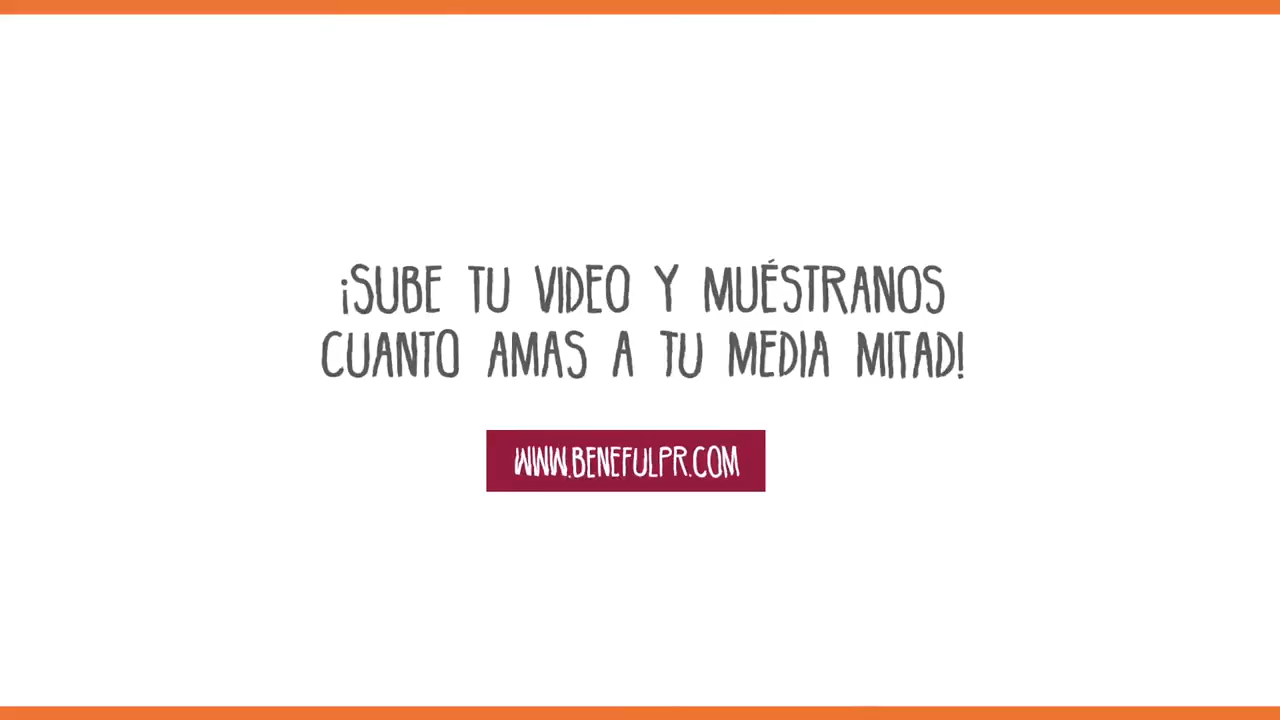 ¡SUBE TU VIDEO Y MUÉSTRANOS
CUANTO AMAS A TU MEDIA MITAD!
WWW.BENEFULPR.COM